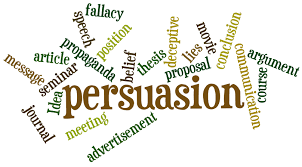 fallacy
speech
position
propaganda
article
message
seminar
Idea
belief
thesis
deceptive
lies
movie
proposal
conclusion
communication
argument
course
persuasion
journal
meeting
advertisement